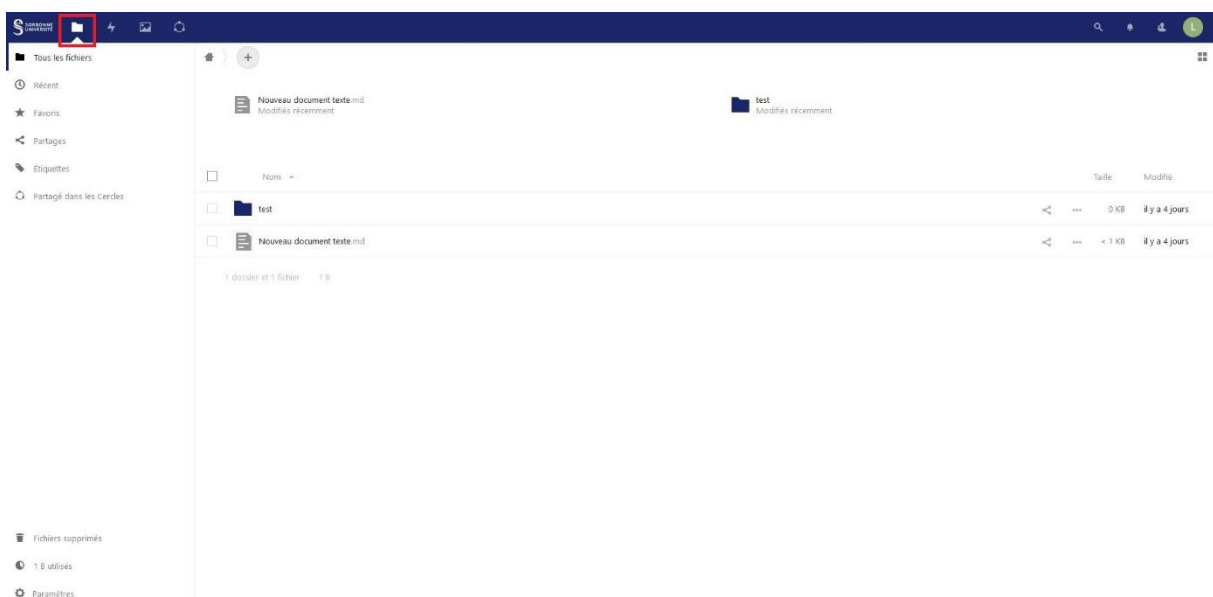 SORBONNE
UNIVERSITÉ
L
Tous les fichiers
Récent
Favoris
Partages
Étiquettes
Partagé dans les Cercles
Fichiers supprimés
1 B utilisés
Paramètres
Nouveau document texte.md
Modifiés récemment
test
Modifiés récemment
Nom Taille Modifié
test 0 KB il y a 4 jours
Nouveau document texte.md < 1 KB il y a 4 jours
1 dossier et 1 fichier 1 B